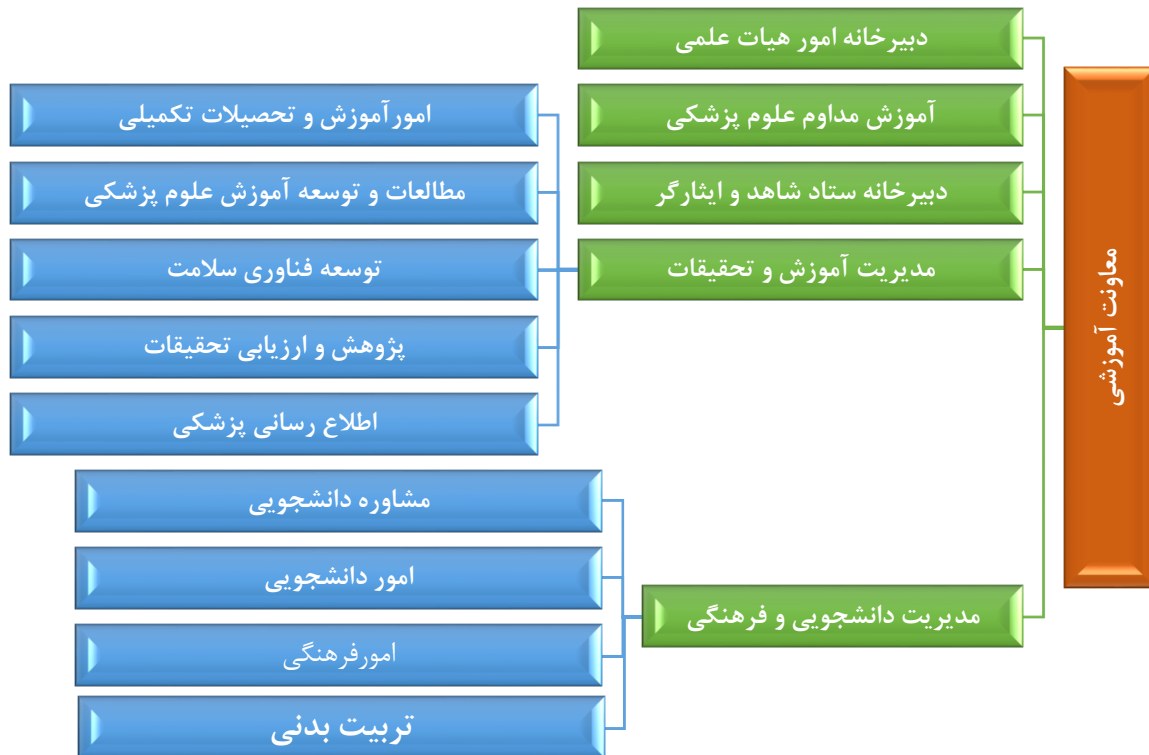 معاونت آموزشی
دبیرخانه امور هیات علمی
آموزش مداوم علوم پزشکی
دبیرخانه ستاد شاهد و ایثارگر
مدیریت آموزش و تحقیقات
امورآموزش و تحصیلات تکمیلی
مطالعات و توسعه آموزش علوم پزشکی
توسعه فناوری سلامت
پژوهش و ارزیابی تحقیقات
اطلاع رسانی پزشکی
مدیریت دانشجویی و فرهنگی
مشاوره دانشجویی
امور دانشجویی
امورفرهنگی
تربیت بدنی